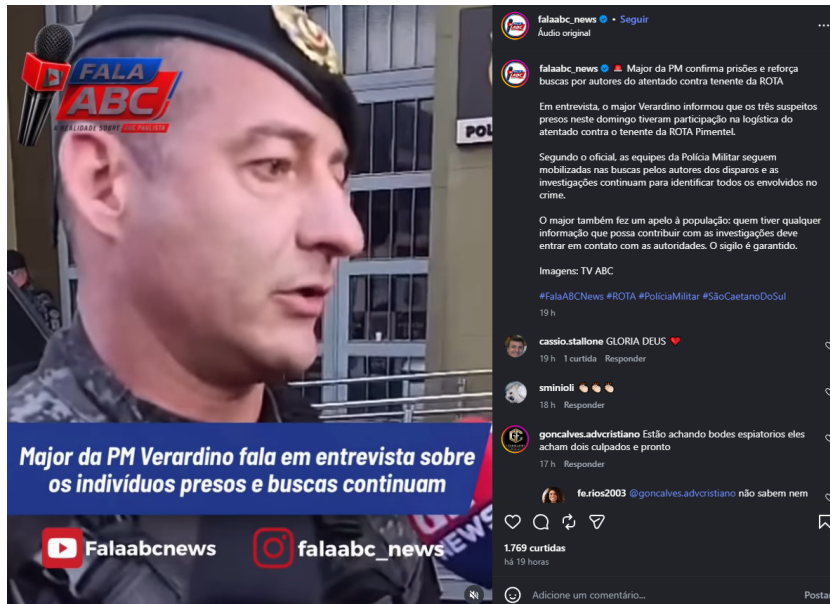 FALA
ABC
A REALIDADE SOBRE O ABC PAULISTA
POL
Major da PM Verardino fala em entrevista sobre
os indivíduos presos e buscas continuam
Falaabcnews
falaabc_news
NEWS
falaabc_news • Seguir
Áudio original
falaabc_news 🚨 Major da PM confirma prisões e reforça
buscas por autores do atentado contra tenente da ROTA
Em entrevista, o major Verardino informou que os três suspeitos
presos neste domingo tiveram participação na logística do
atentado contra o tenente da ROTA Pimentel.
Segundo o oficial, as equipes da Polícia Militar seguem
mobilizadas nas buscas pelos autores dos disparos e as
investigações continuam para identificar todos os envolvidos no
crime.
O major também fez um apelo à população: quem tiver qualquer
informação que possa contribuir com as investigações deve
entrar em contato com as autoridades. O sigilo é garantido.
Imagens: TV ABC
#FalaABCNews #ROTA #PolíciaMilitar #SãoCaetanoDoSul
19 h
cassio.stallone GLORIA DEUS ❤️
19 h 1 curtida Responder
sminioli 👏🏻👏🏻👏🏻
18 h Responder
goncalves.advcristiano Estão achando bodes espiatorios eles
acham dois culpados e pronto
17 h Responder
fe.rios2003 @goncalves.advcristiano não sabem nem
1.769 curtidas
há 19 horas
Adicione um comentário...
Postar